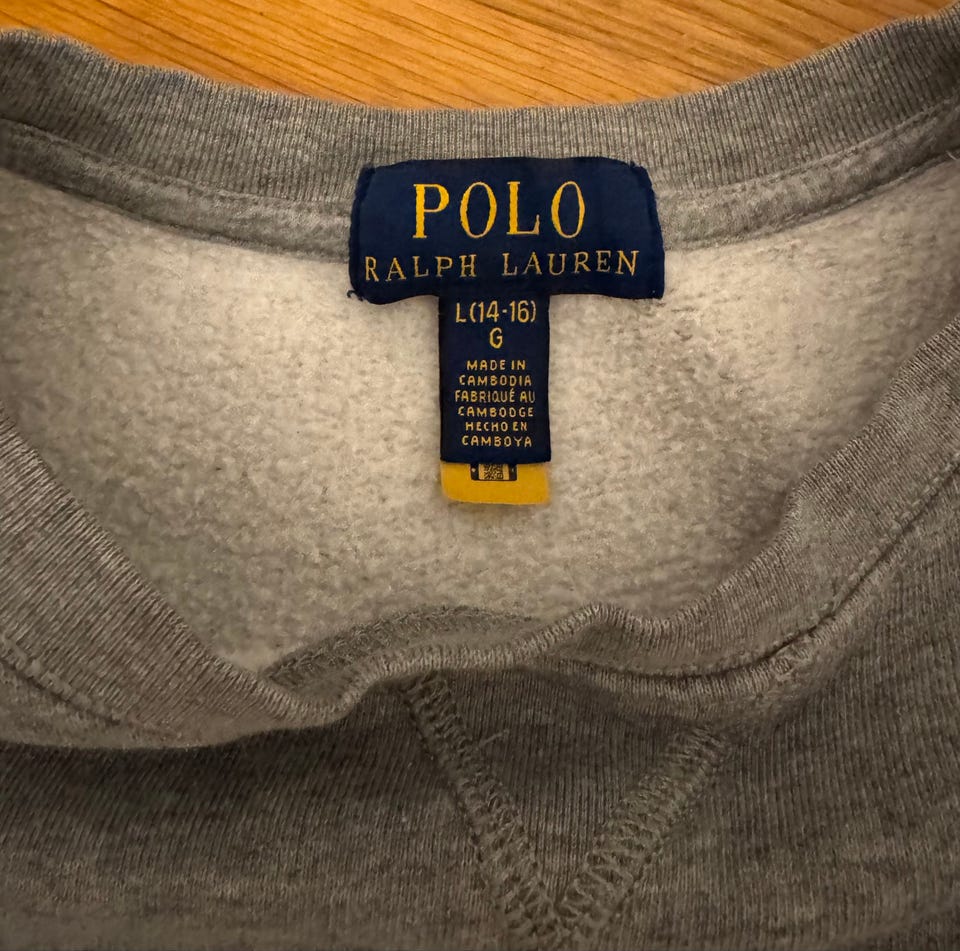 POLO
RALPH LAUREN
L(14-16)
G
MADE IN
CAMBODIA
FABRIQUÉ AU
CAMBODGE
HECHO EN
CAMBOYA